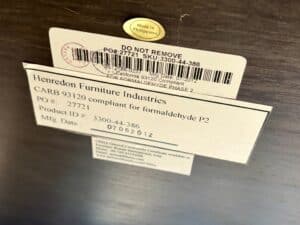 Made in
Philippines
DO NOT REMOVE
PO# 27721 SKU 3300-44-386
California 93120 Compliant
FOR FORMALDEHYDE PHASE 2
Henredon Furniture Industries
CARB 93120 compliant for formaldehyde P2
PO #: 27721
Product ID #: 3300-44-386
Mfg. Date 07062012